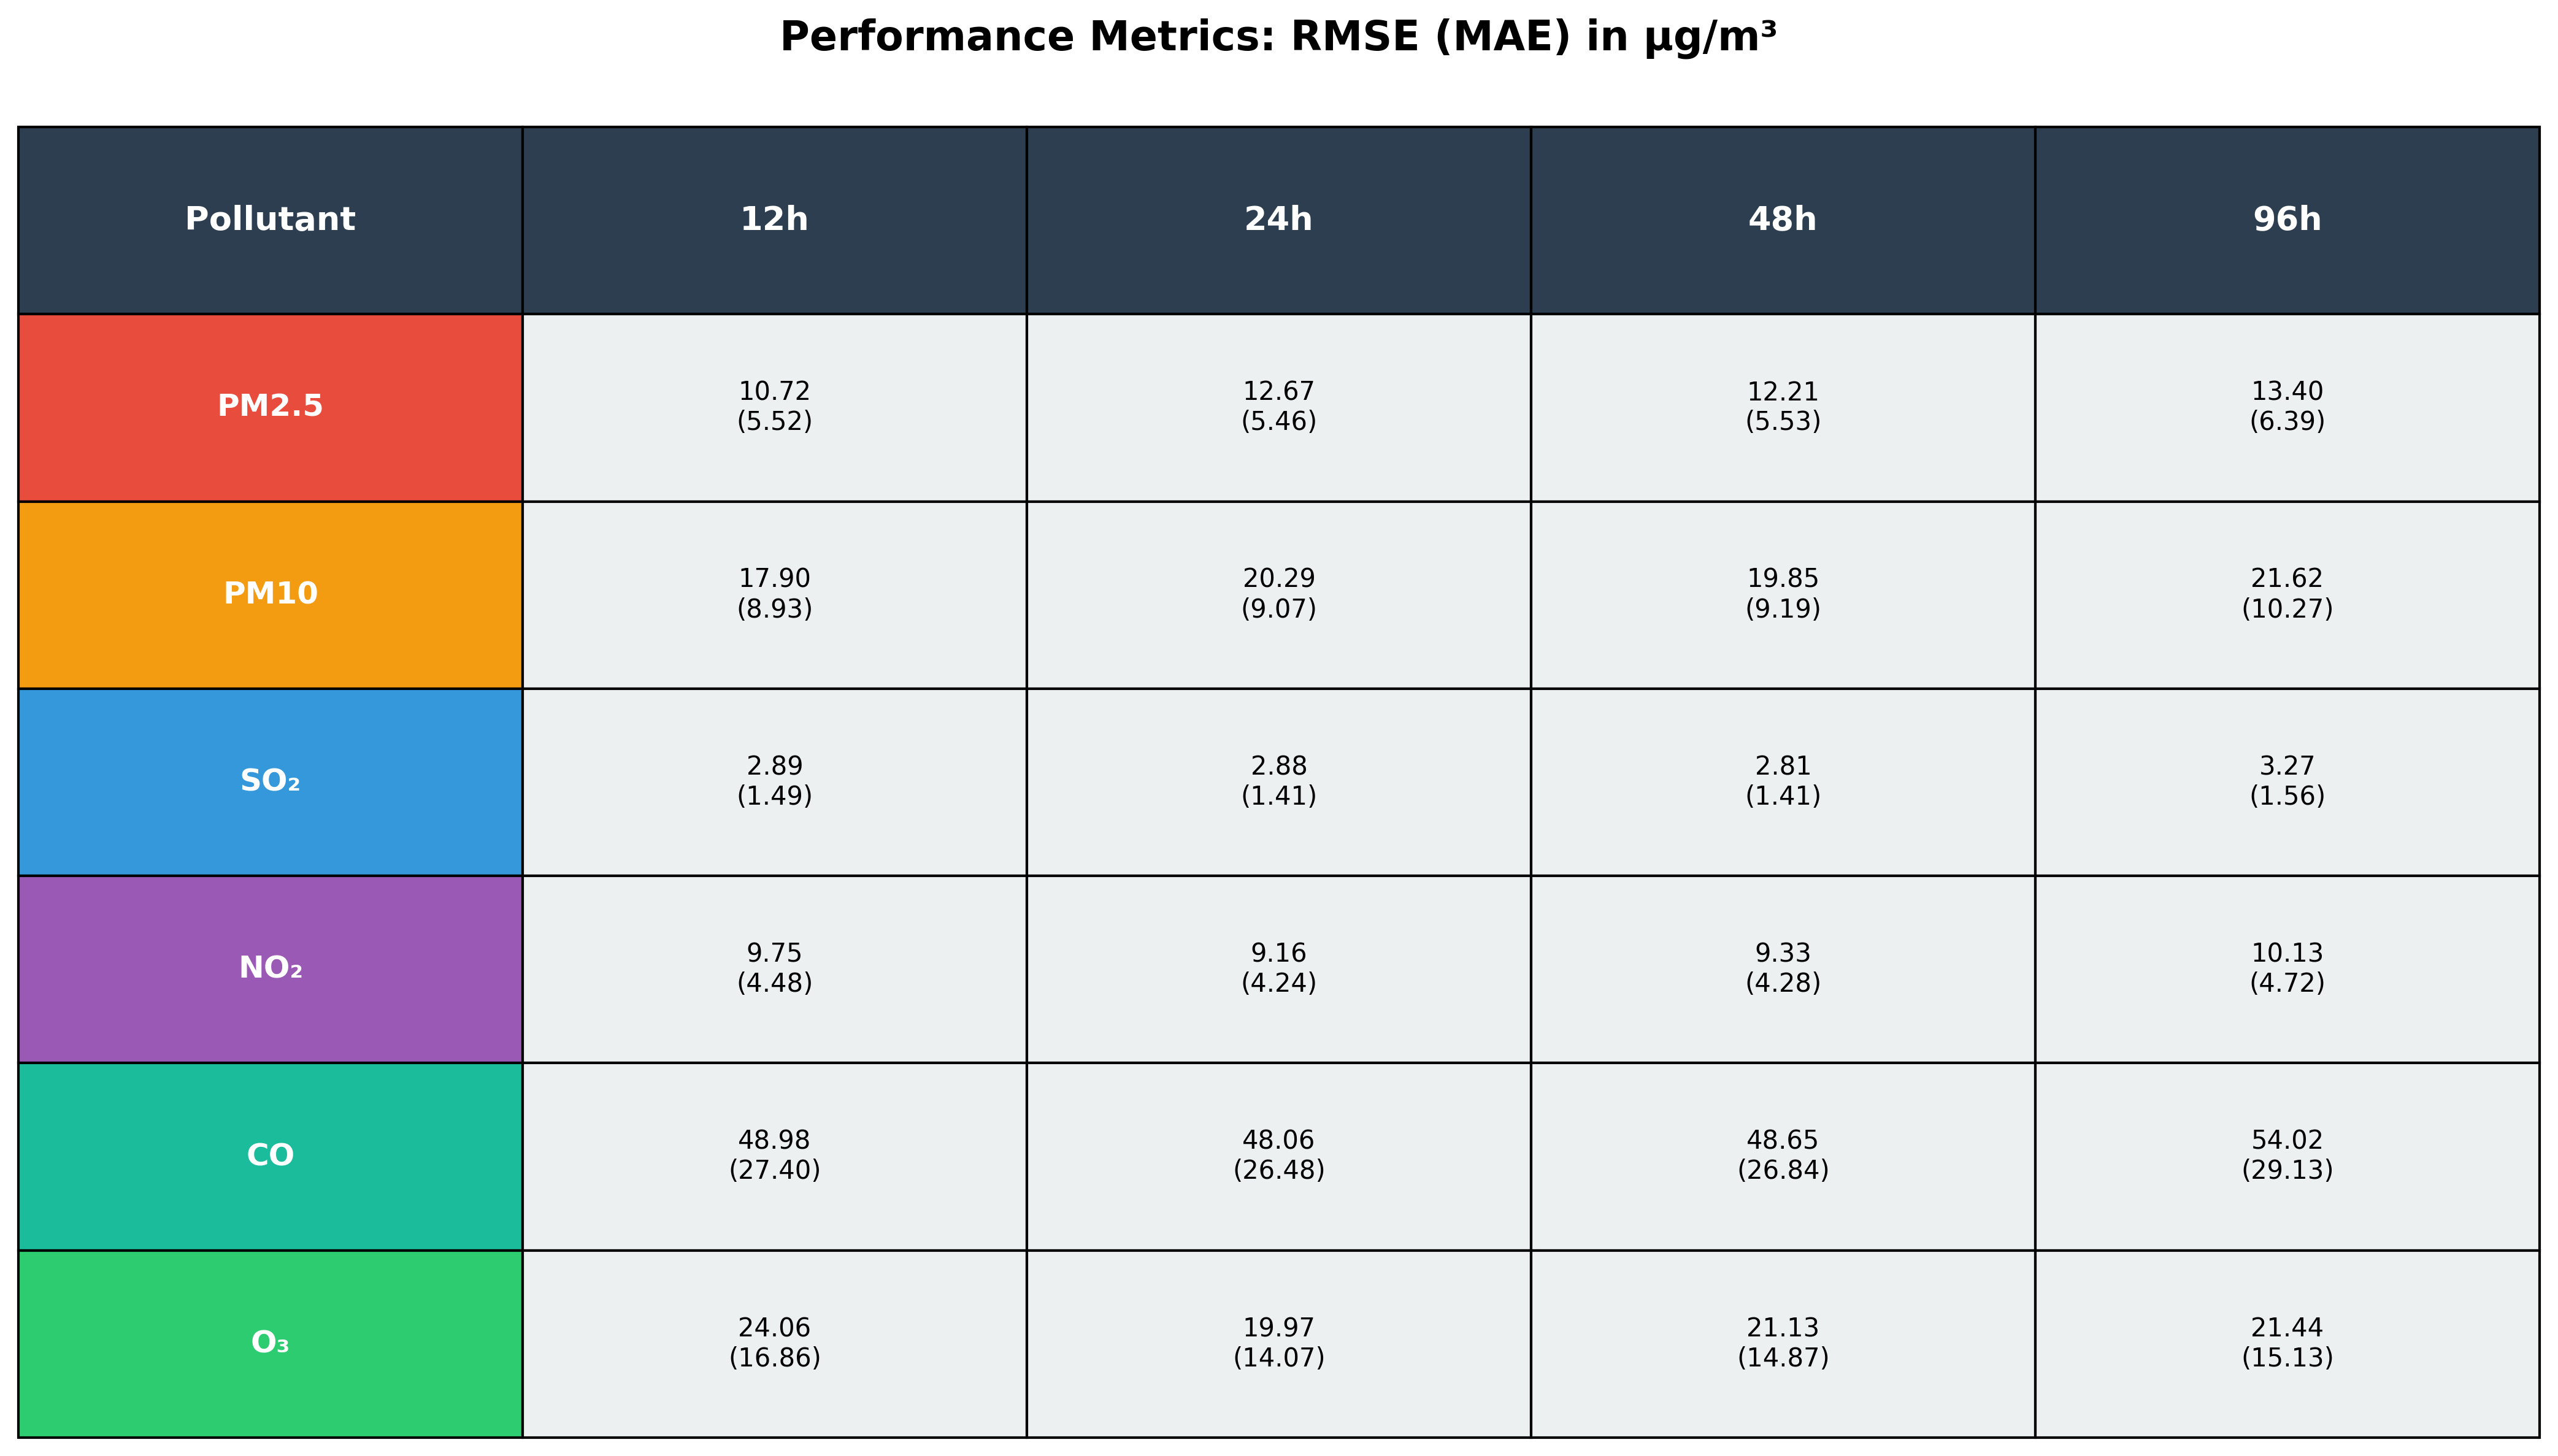 Performance Metrics: RMSE (MAE) in µg/m³
Pollutant 12h 24h 48h 96h
PM2.5
10.72 12.67 12.21 13.40
(5.52) (5.46) (5.53) (6.39)
PM10
17.90 20.29 19.85 21.62
(8.93) (9.07) (9.19) (10.27)
SO₂
2.89 2.88 2.81 3.27
(1.49) (1.41) (1.41) (1.56)
NO₂
9.75 9.16 9.33 10.13
(4.48) (4.24) (4.28) (4.72)
CO
48.98 48.06 48.65 54.02
(27.40) (26.48) (26.84) (29.13)
O₃
24.06 19.97 21.13 21.44
(16.86) (14.07) (14.87) (15.13)